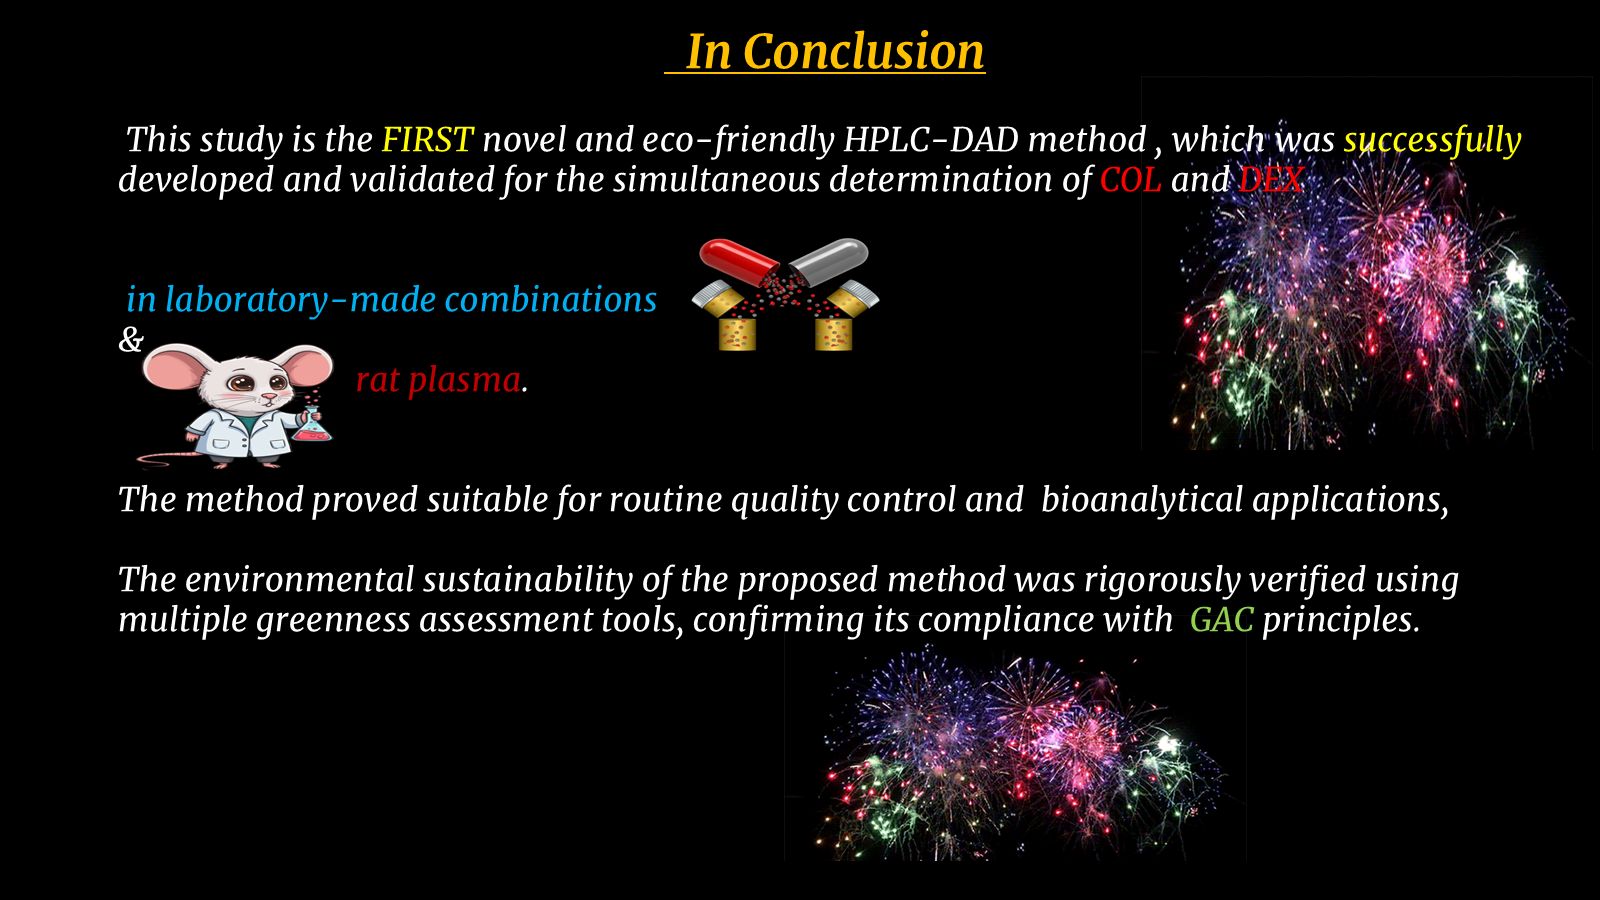 In Conclusion
This study is the FIRST novel and eco-friendly HPLC-DAD method , which was successfully
developed and validated for the simultaneous determination of COL and DEX
in laboratory-made combinations
&
rat plasma.
The method proved suitable for routine quality control and  bioanalytical applications,
The environmental sustainability of the proposed method was rigorously verified using
multiple greenness assessment tools, confirming its compliance with  GAC principles.